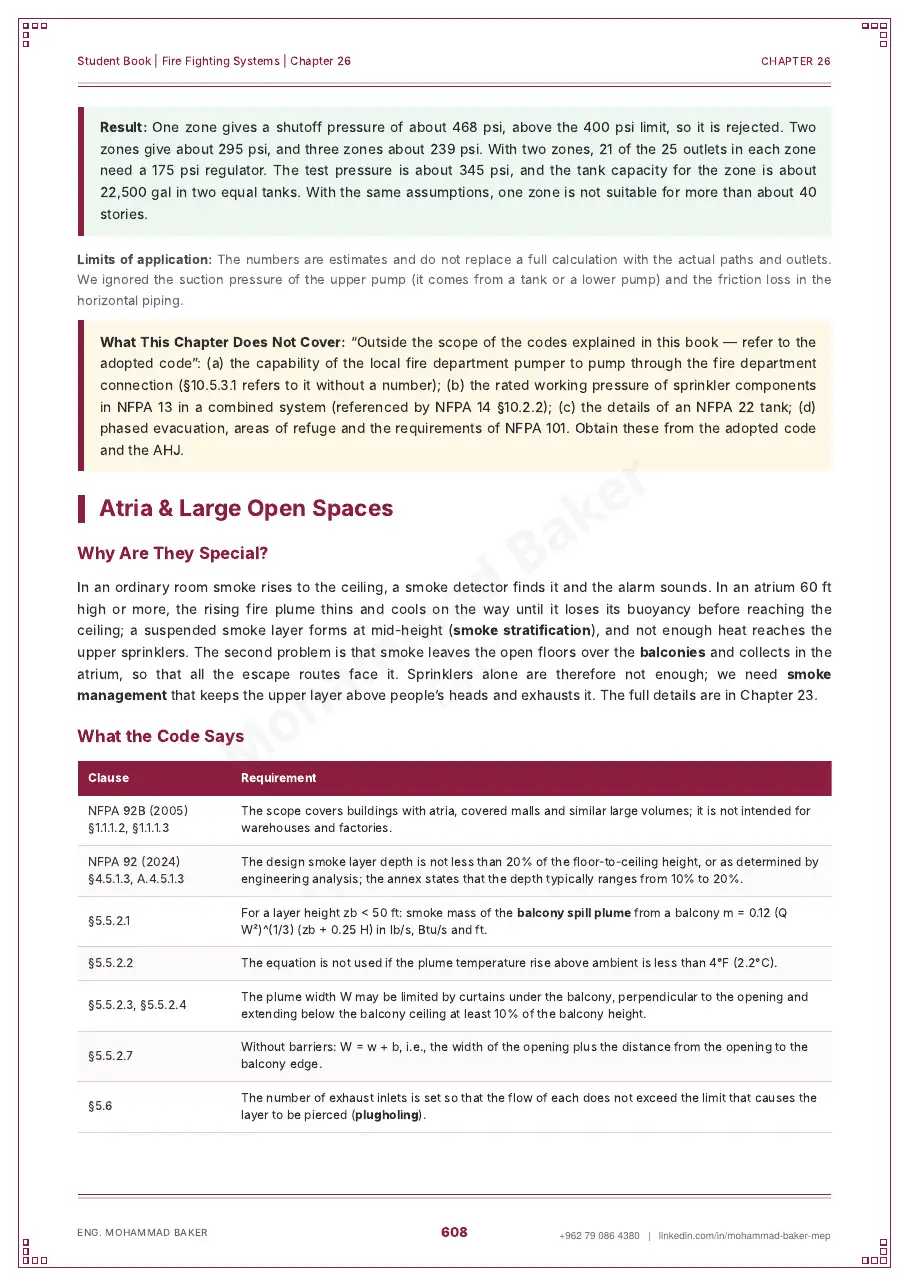 Student Book | Fire Fighting Systems | Chapter 26
CHAPTER 26
Result: One zone gives a shutoff pressure of about 468 psi, above the 400 psi limit, so it is rejected. Two
zones give about 295 psi, and three zones about 239 psi. With two zones, 21 of the 25 outlets in each zone
need a 175 psi regulator. The test pressure is about 345 psi, and the tank capacity for the zone is about
22,500 gal in two equal tanks. With the same assumptions, one zone is not suitable for more than about 40
stories.
Limits of application: The numbers are estimates and do not replace a full calculation with the actual paths and outlets.
We ignored the suction pressure of the upper pump (it comes from a tank or a lower pump) and the friction loss in the
horizontal piping.
What This Chapter Does Not Cover: “Outside the scope of the codes explained in this book — refer to the
adopted code”: (a) the capability of the local fire department pumper to pump through the fire department
connection (§10.5.3.1 refers to it without a number); (b) the rated working pressure of sprinkler components
in NFPA 13 in a combined system (referenced by NFPA 14 §10.2.2); (c) the details of an NFPA 22 tank; (d)
phased evacuation, areas of refuge and the requirements of NFPA 101. Obtain these from the adopted code
and the AHJ.
Atria & Large Open Spaces
Why Are They Special?
In an ordinary room smoke rises to the ceiling, a smoke detector finds it and the alarm sounds. In an atrium 60 ft
high or more, the rising fire plume thins and cools on the way until it loses its buoyancy before reaching the
ceiling; a suspended smoke layer forms at mid-height (smoke stratification), and not enough heat reaches the
upper sprinklers. The second problem is that smoke leaves the open floors over the balconies and collects in the
atrium, so that all the escape routes face it. Sprinklers alone are therefore not enough; we need smoke
management that keeps the upper layer above people’s heads and exhausts it. The full details are in Chapter 23.
What the Code Says
Clause
Requirement
NFPA 92B (2005)
§1.1.1.2, §1.1.1.3
The scope covers buildings with atria, covered malls and similar large volumes; it is not intended for
warehouses and factories.
NFPA 92 (2024)
§4.5.1.3, A.4.5.1.3
The design smoke layer depth is not less than 20% of the floor-to-ceiling height, or as determined by
engineering analysis; the annex states that the depth typically ranges from 10% to 20%.
§5.5.2.1
For a layer height zb < 50 ft: smoke mass of the balcony spill plume from a balcony m = 0.12 (Q
W²)^(1/3) (zb + 0.25 H) in lb/s, Btu/s and ft.
§5.5.2.2
The equation is not used if the plume temperature rise above ambient is less than 4°F (2.2°C).
§5.5.2.3, §5.5.2.4
The plume width W may be limited by curtains under the balcony, perpendicular to the opening and
extending below the balcony ceiling at least 10% of the balcony height.
§5.5.2.7
Without barriers: W = w + b, i.e., the width of the opening plus the distance from the opening to the
balcony edge.
§5.6
The number of exhaust inlets is set so that the flow of each does not exceed the limit that causes the
layer to be pierced (plugholing).
ENG. MOHAMMAD BAKER
608
+962 79 086 4380 | linkedin.com/in/mohammad-baker-mep